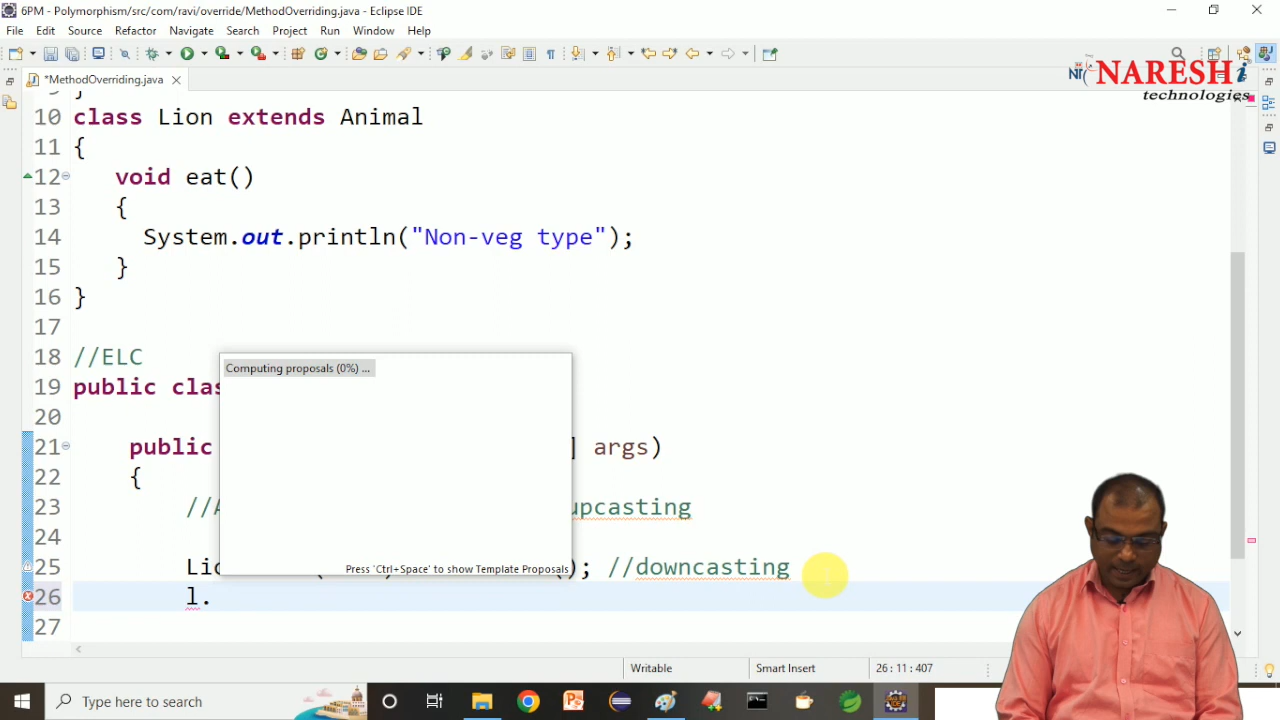 6PM - Polymorphism/src/com/ravi/override/MethodOverriding.java - Eclipse IDE
File Edit Source Refactor Navigate Search Project Run Window Help
*MethodOverriding.java
NARESH i
technologies
10 class Lion extends Animal
11 {
12 void eat()
13 {
14 System.out.println("Non-veg type");
15 }
16 }
17
18 //ELC
19 public clas
20
21 public ] args)
22 {
23 //A upcasting
24
25 Lio ); //downcasting
26 l.
27
Computing proposals (0%) ...
Press 'Ctrl+Space' to show Template Proposals
Writable Smart Insert 26 : 11 : 407
Type here to search